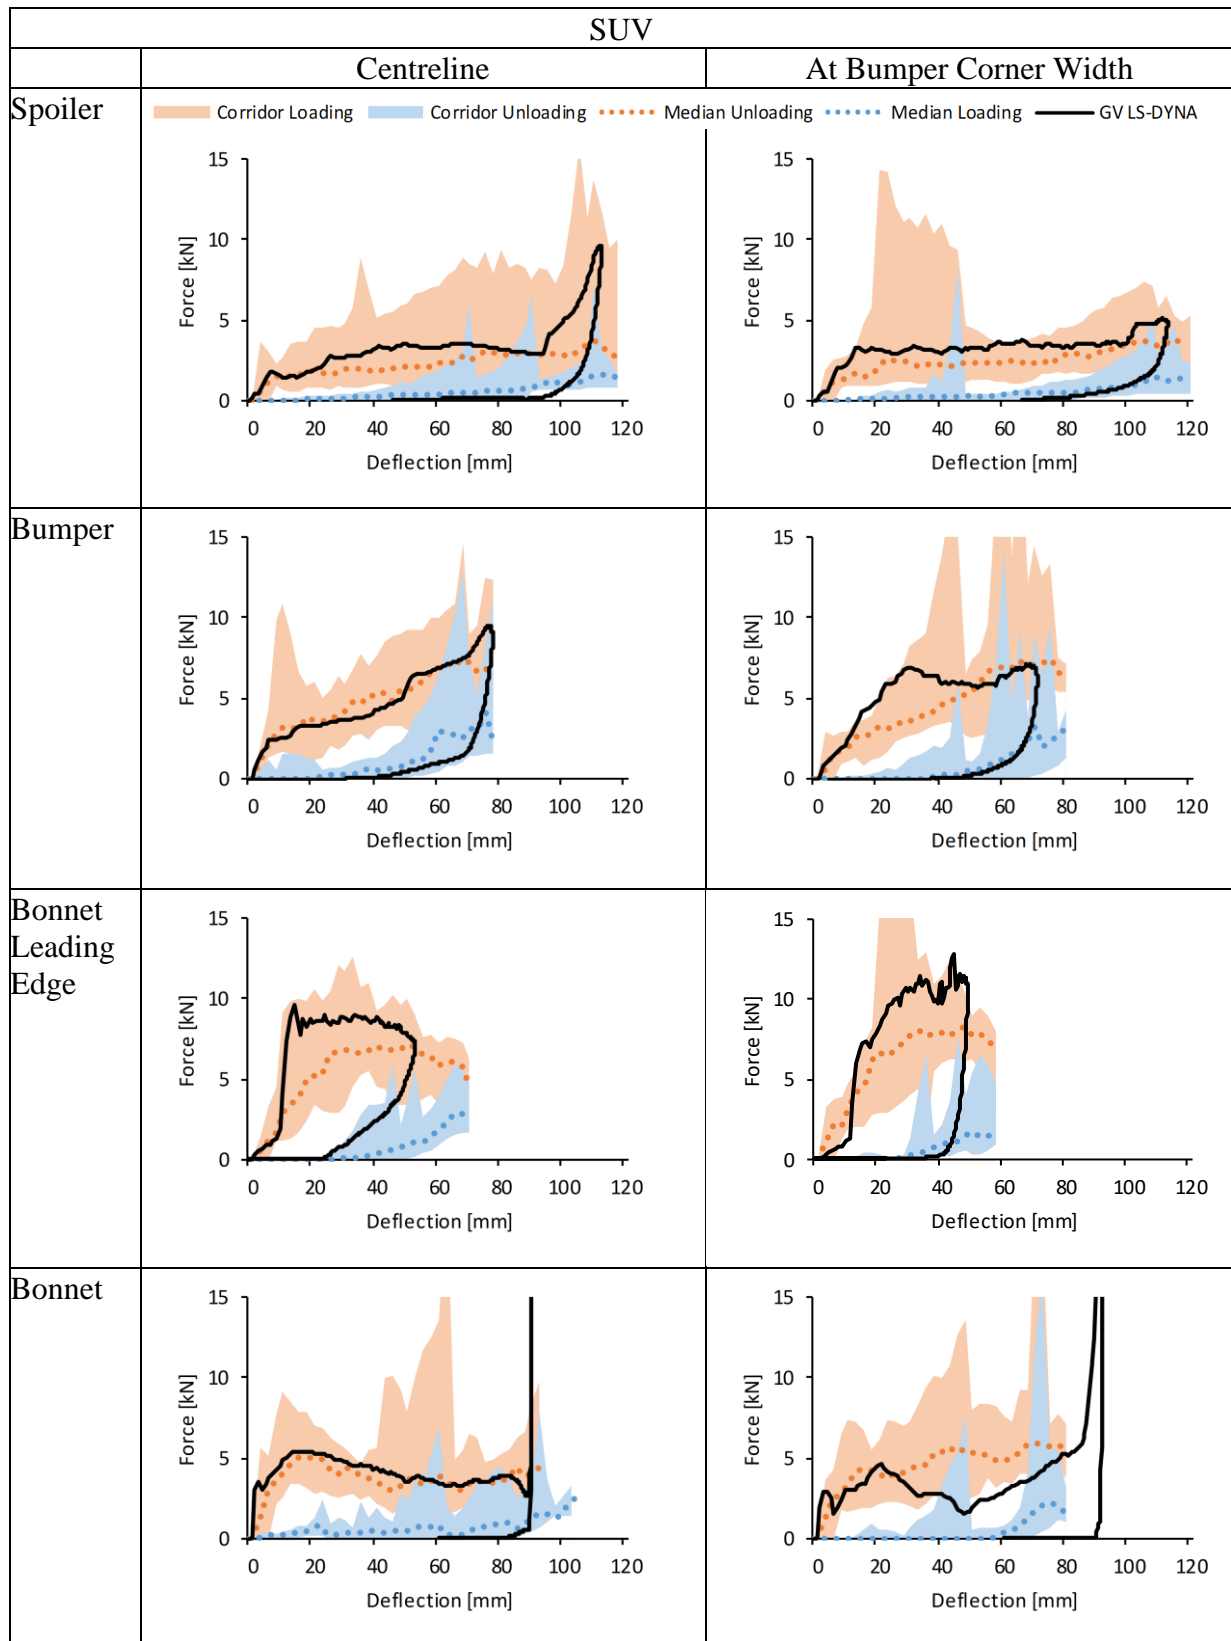 SUV
Centreline
At Bumper Corner Width
Spoiler
Corridor Loading
Corridor Unloading
Median Unloading
Median Loading
GV LS-DYNA
15
10
5
0
Force [kN]
0 20 40 60 80 100 120
Deflection [mm]
15
10
5
0
Force [kN]
0 20 40 60 80 100 120
Deflection [mm]
Bumper
15
10
5
0
Force [kN]
0 20 40 60 80 100 120
Deflection [mm]
15
10
5
0
Force [kN]
0 20 40 60 80 100 120
Deflection [mm]
Bonnet
Leading
Edge
15
10
5
0
Force [kN]
0 20 40 60 80 100 120
Deflection [mm]
15
10
5
0
Force [kN]
0 20 40 60 80 100 120
Deflection [mm]
Bonnet
15
10
5
0
Force [kN]
0 20 40 60 80 100 120
Deflection [mm]
15
10
5
0
Force [kN]
0 20 40 60 80 100 120
Deflection [mm]